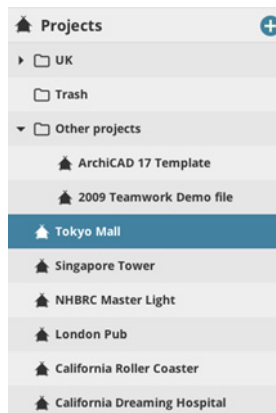 Projects
UK
Trash
Other projects
ArchiCAD 17 Template
2009 Teamwork Demo file
Tokyo Mall
Singapore Tower
NHBRC Master Light
London Pub
California Roller Coaster
California Dreaming Hospital